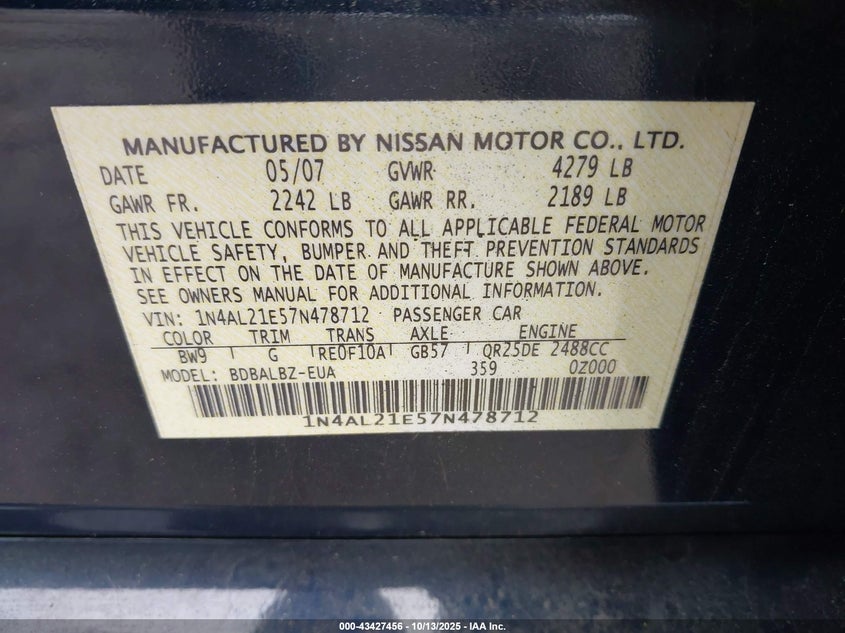 MANUFACTURED BY NISSAN MOTOR CO., LTD.
DATE 05/07 GVWR 4279 LB
GAWR FR. 2242 LB GAWR RR. 2189 LB
THIS VEHICLE CONFORMS TO ALL APPLICABLE FEDERAL MOTOR
VEHICLE SAFETY, BUMPER AND THEFT PREVENTION STANDARDS
IN EFFECT ON THE DATE OF MANUFACTURE SHOWN ABOVE.
SEE OWNERS MANUAL FOR ADDITIONAL INFORMATION.
VIN: 1N4AL21E57N478712 PASSENGER CAR
COLOR TRIM TRANS AXLE ENGINE
BW9 G RE0F10A GB57 QR25DE 2488CC
MODEL: BDBALBZ-EUA 359 0Z000
1N4AL21E57N478712
000-43427456 - 10/13/2025 - IAA Inc.